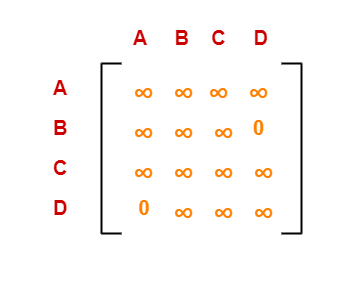 A B C D
A ∞ ∞ ∞ ∞
B ∞ ∞ ∞ 0
C ∞ ∞ ∞ ∞
D 0 ∞ ∞ ∞